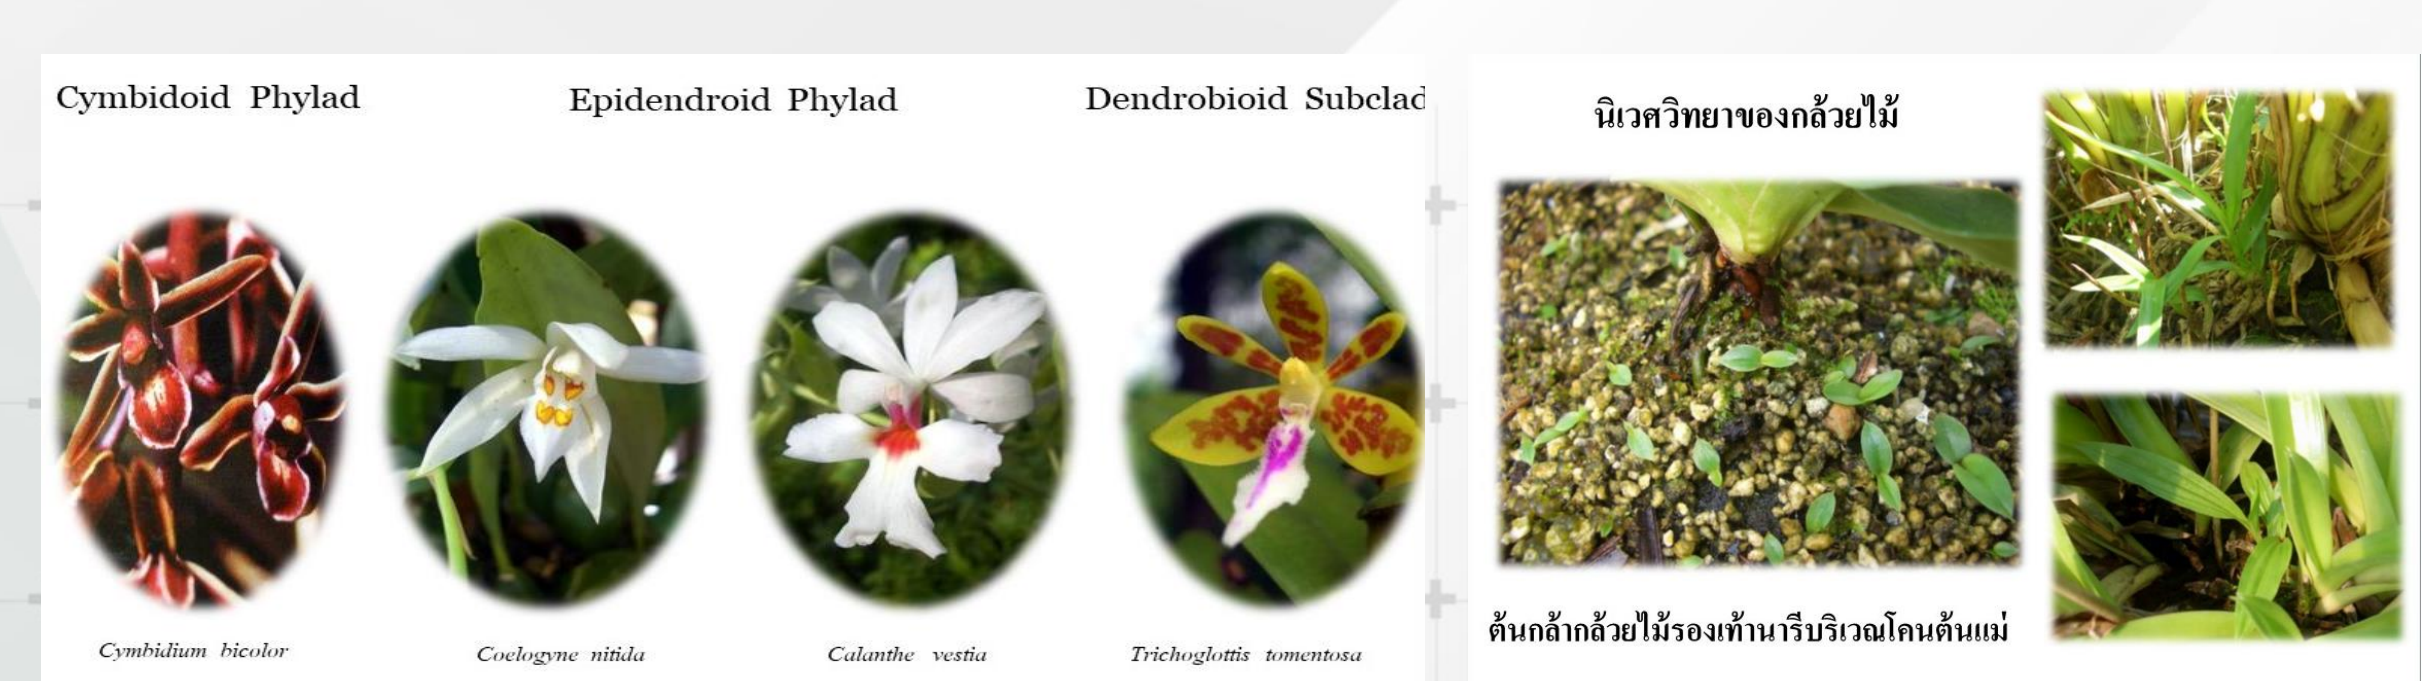 Cymbidoid Phylad
Epidendroid Phylad
Dendrobioid Subclad
Cymbidium bicolor
Coelogyne nitida
Calanthe vestia
Trichoglottis tomentosa
นิเวศวิทยาของกล้วยไม้
ต้นกล้ากล้วยไม้รองเท้านารีบริเวณโคนต้นแม่